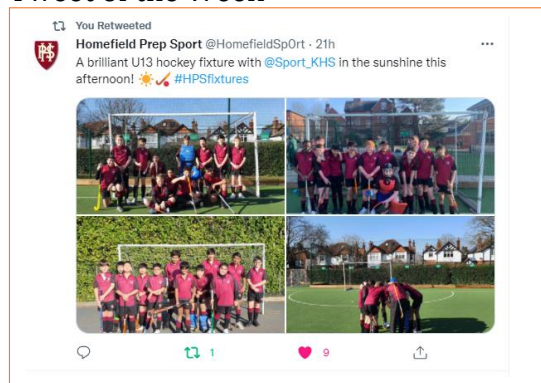 You Retweeted
Homefield Prep Sport @HomefieldSp0rt · 21h
A brilliant U13 hockey fixture with @Sport_KHS in the sunshine this
afternoon! ☀️🏑 #HPSfixtures
1
9